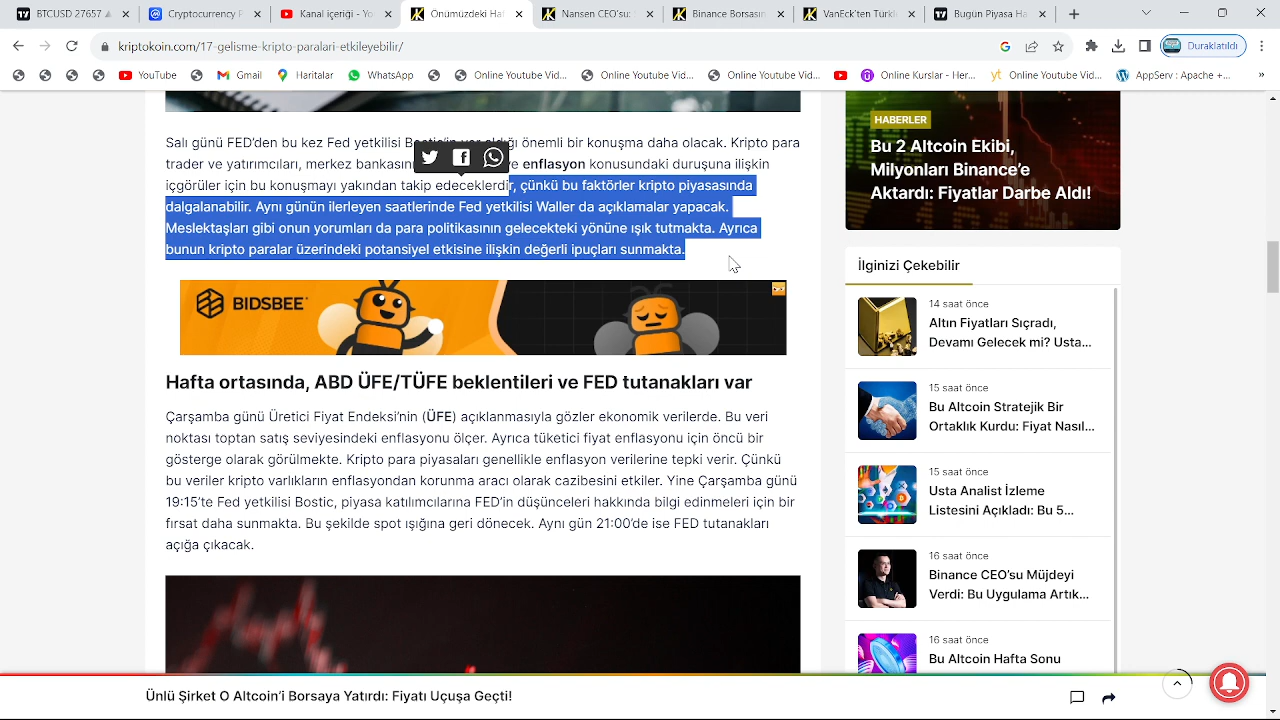 BTCUSD 27657
Cryptocurrency P
Kanal içeriği - Yo
Önümüzdeki Haf
Nansen CEO'su:
Binance Borsasın
VanEck'ten Türkl
Bugün Piyasa Ha
kriptokoin.com/17-gelisme-kripto-paralari-etkileyebilir/
Duraklatıldı
YouTube
Gmail
Haritalar
WhatsApp
Online Youtube Vid...
Online Youtube Vid...
Online Youtube Vid...
Online Kurslar - Her...
Online Youtube Vid...
AppServ : Apache +...
Salı günü FED'den bu kez Fed yetkilisi önemli bir konuşma daha olacak. Kripto para
trader ve yatırımcıları, merkez bankasın e enflasyon konusundaki duruşuna ilişkin
içgörüler için bu konuşmayı yakından takip edeceklerdir, çünkü bu faktörler kripto piyasasında
dalgalanabilir. Aynı günün ilerleyen saatlerinde Fed yetkilisi Waller da açıklamalar yapacak.
Meslektaşları gibi onun yorumları da para politikasının gelecekteki yönüne ışık tutmakta. Ayrıca
bunun kripto paralar üzerindeki potansiyel etkisine ilişkin değerli ipuçları sunmakta.
BIDSBEE
Hafta ortasında, ABD ÜFE/TÜFE beklentileri ve FED tutanakları var
Çarşamba günü Üretici Fiyat Endeksi'nin (ÜFE) açıklanmasıyla gözler ekonomik verilerde. Bu veri
noktası toptan satış seviyesindeki enflasyonu ölçer. Ayrıca tüketici fiyat enflasyonu için öncü bir
gösterge olarak görülmekte. Kripto para piyasaları genellikle enflasyon verilerine tepki verir. Çünkü
bu veriler kripto varlıkların enflasyondan korunma aracı olarak cazibesini etkiler. Yine Çarşamba günü
19:15'te Fed yetkilisi Bostic, piyasa katılımcılarına FED'in düşünceleri hakkında bilgi edinmeleri için bir
fırsat daha sunmakta. Bu şekilde spot ışığına geri dönecek. Aynı gün 21:00'de ise FED tutanakları
açığa çıkacak.
HABERLER
Bu 2 Altcoin Ekibi,
Milyonları Binance'e
Aktardı: Fiyatlar Darbe Aldı!
İlginizi Çekebilir
14 saat önce
Altın Fiyatları Sıçradı,
Devamı Gelecek mi? Usta...
15 saat önce
Bu Altcoin Stratejik Bir
Ortaklık Kurdu: Fiyat Nasıl...
15 saat önce
Usta Analist İzleme
Listesini Açıkladı: Bu 5...
16 saat önce
Binance CEO'su Müjdeyi
Verdi: Bu Uygulama Artık...
16 saat önce
Bu Altcoin Hafta Sonu
Ünlü Şirket O Altcoin'i Borsaya Yatırdı: Fiyatı Uçuşa Geçti!